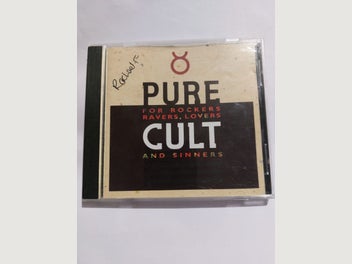 PURE
FOR ROCKERS
RAVERS, LOVERS
CULT
AND SINNERS